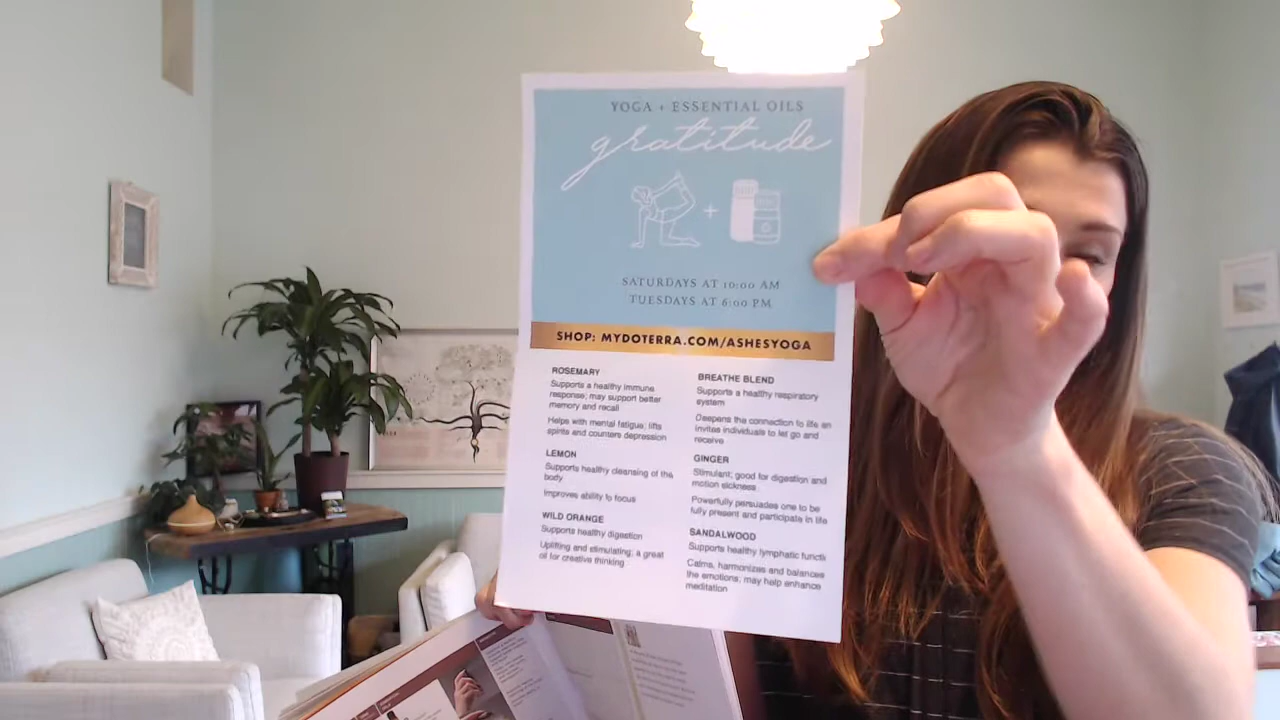 YOGA + ESSENTIAL OILS
gratitude
+
SATURDAYS AT 10:00 AM
TUESDAYS AT 6:00 PM
SHOP: MYDOTERRA.COM/ASHESYOGA
ROSEMARY
Supports a healthy immune
response; may support better
memory and recall
Helps with mental fatigue; lifts
spirits and counters depression
LEMON
Supports healthy cleansing of the
body
Improves ability to focus
WILD ORANGE
Supports healthy digestion
Uplifting and stimulating; a great
oil for creative thinking
BREATHE BLEND
Supports a healthy respiratory
system
Deepens the connection to life an
invites individuals to let go and
receive
GINGER
Stimulant; good for digestion and
motion sickness
Powerfully persuades one to be
fully present and participate in life
SANDALWOOD
Supports healthy lymphatic functi
Calms, harmonizes and balances
the emotions; may help enhance
meditation